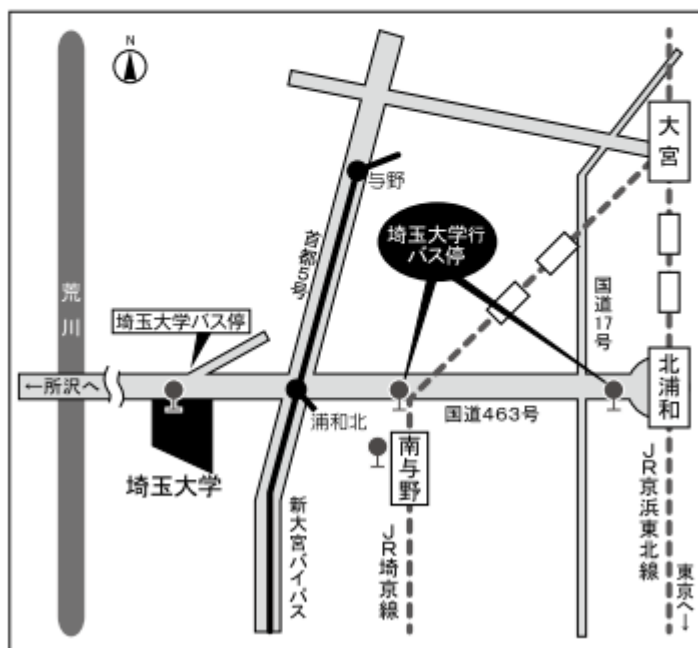 N
大宮
与野
埼玉大学行
バス停
首都5号
荒川
国道17号
埼玉大学バス停
←所沢へ
北浦和
浦和北
国道463号
南与野
埼玉大学
新大宮バイパス
JR埼京線
JR京浜東北線
東京へ→